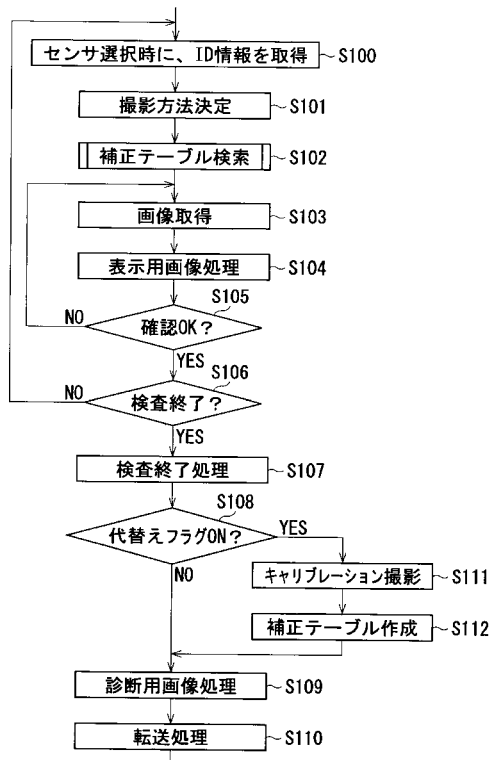 センサ選択時に、ID情報を取得 S100
撮影方法決定 S101
補正テーブル検索 S102
画像取得 S103
表示用画像処理 S104
S105
NO 確認OK？
YES
S106
NO 検査終了？
YES
検査終了処理 S107
S108
代替えフラグON？ YES
NO
キャリブレーション撮影 S111
補正テーブル作成 S112
診断用画像処理 S109
転送処理 S110